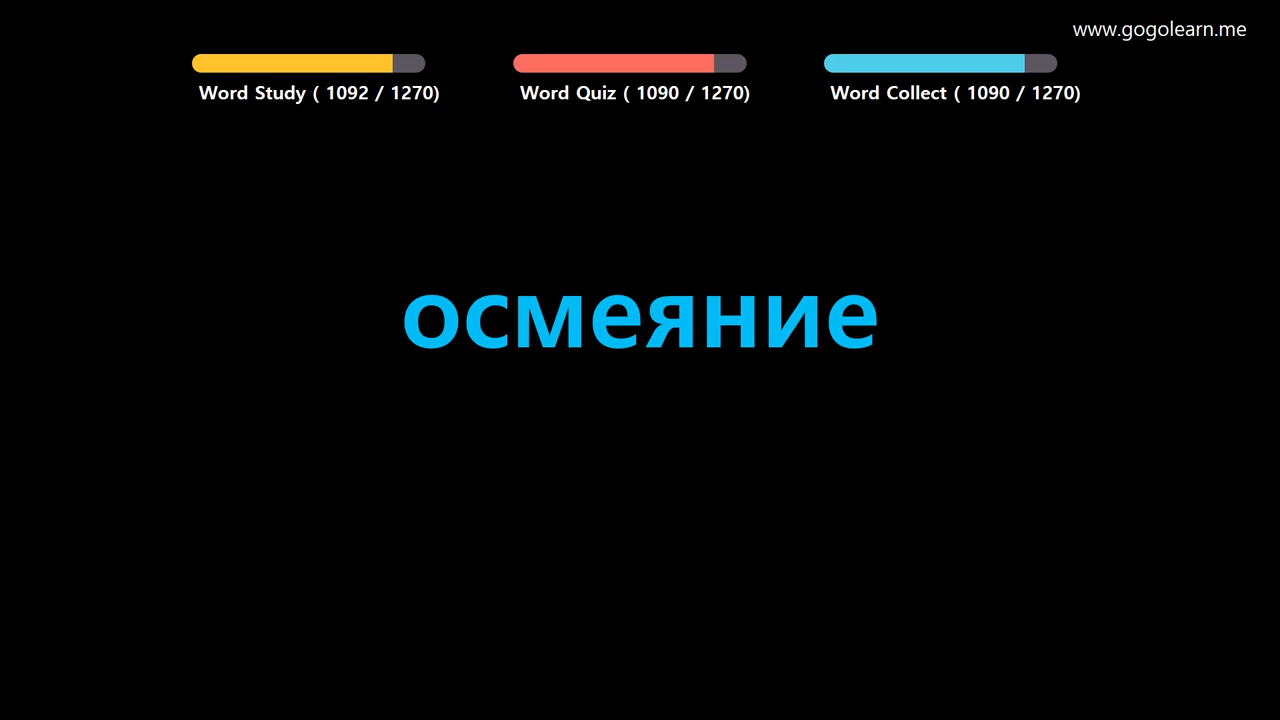 www.gogolearn.me
Word Study ( 1092 / 1270)
Word Quiz ( 1090 / 1270)
Word Collect ( 1090 / 1270)
осмеяние